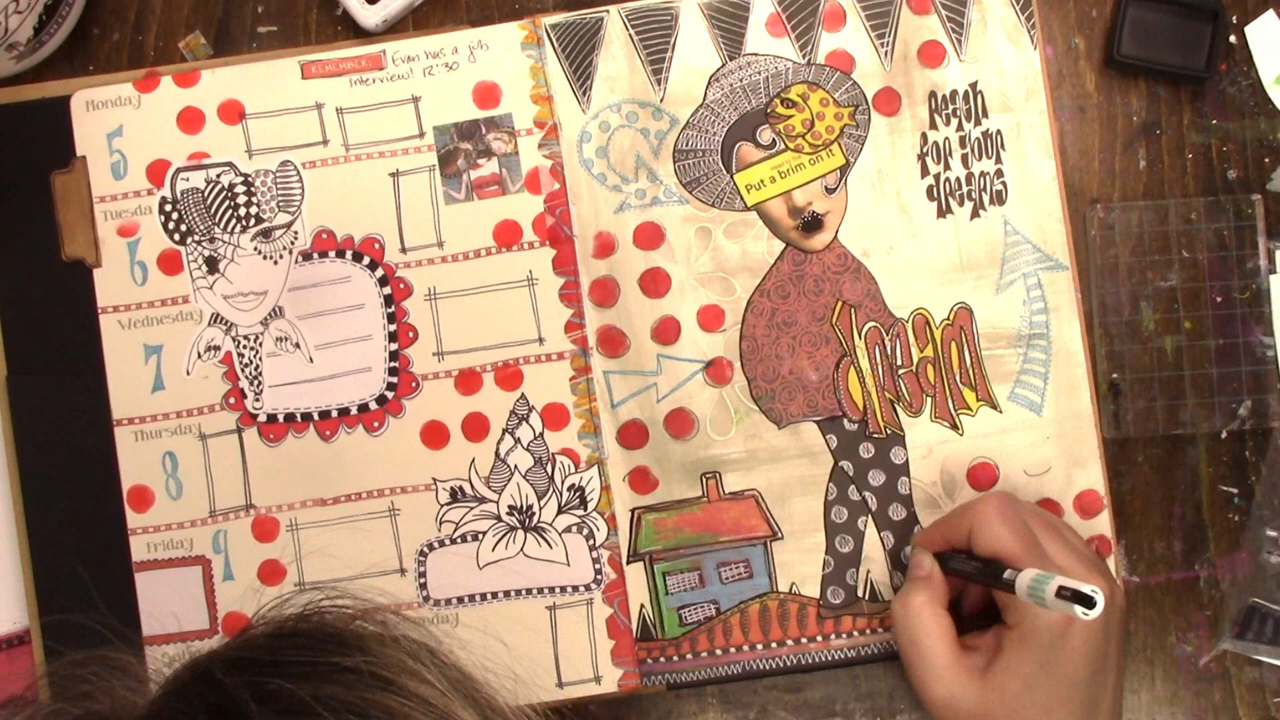 REMEMBER: Evan has a job
interview! 12:30
Monday
5
Tuesda
6
Wednesday
7
Thursday
8
Friday
9
Put a brim on it
Reach
for your
dreams
dream